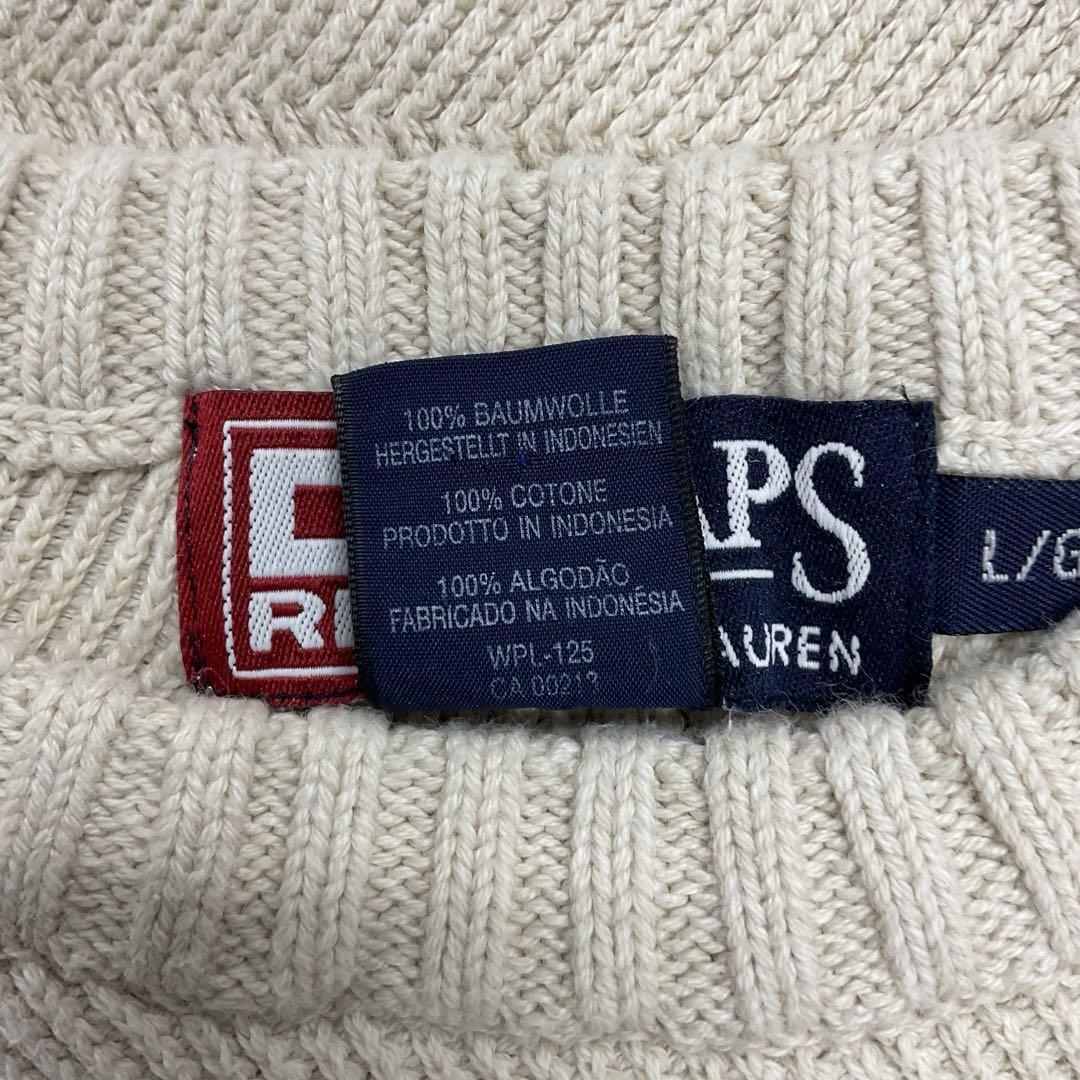 100% BAUMWOLLE
HERGESTELLT IN INDONESIEN
100% COTONE
PRODOTTO IN INDONESIA
100% ALGODÃO
FABRICADO NA INDONÉSIA
WPL-125
APS
AUREN
L/G